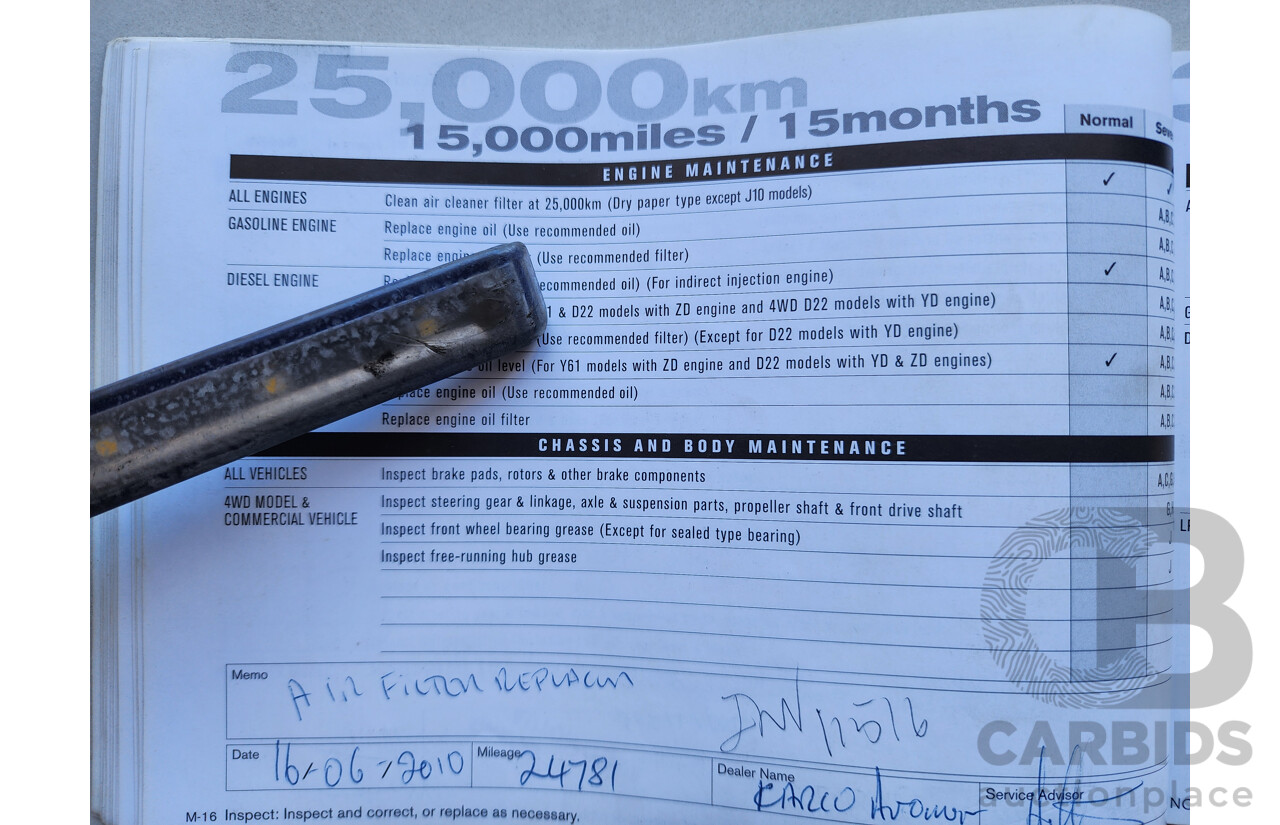 25,000km
15,000miles / 15months
Normal
ENGINE MAINTENANCE
ALL ENGINES Clean air cleaner filter at 25,000km (Dry paper type except J10 models) ✓
GASOLINE ENGINE Replace engine oil (Use recommended oil) A,B,
Replace (Use recommended filter) A,B,
DIESEL ENGINE recommended oil) (For indirect injection engine) ✓ A,B,
1 & D22 models with ZD engine and 4WD D22 models with YD engine) A,B,
(Use recommended filter) (Except for D22 models with YD engine) A,B,
oil level (For Y61 models with ZD engine and D22 models with YD & ZD engines) ✓ A,B,
engine oil (Use recommended oil) A,B,
Replace engine oil filter A,B,
CHASSIS AND BODY MAINTENANCE
ALL VEHICLES Inspect brake pads, rotors & other brake components A,C,
4WD MODEL & Inspect steering gear & linkage, axle & suspension parts, propeller shaft & front drive shaft
COMMERCIAL VEHICLE Inspect front wheel bearing grease (Except for sealed type bearing)
Inspect free-running hub grease
Memo AIR FILTER
Date 16/06/2010 Mileage 24781 Dealer Name Service Advisor
M-16 Inspect: Inspect and correct, or replace as necessary.
CB
CARBIDS
auctionplace